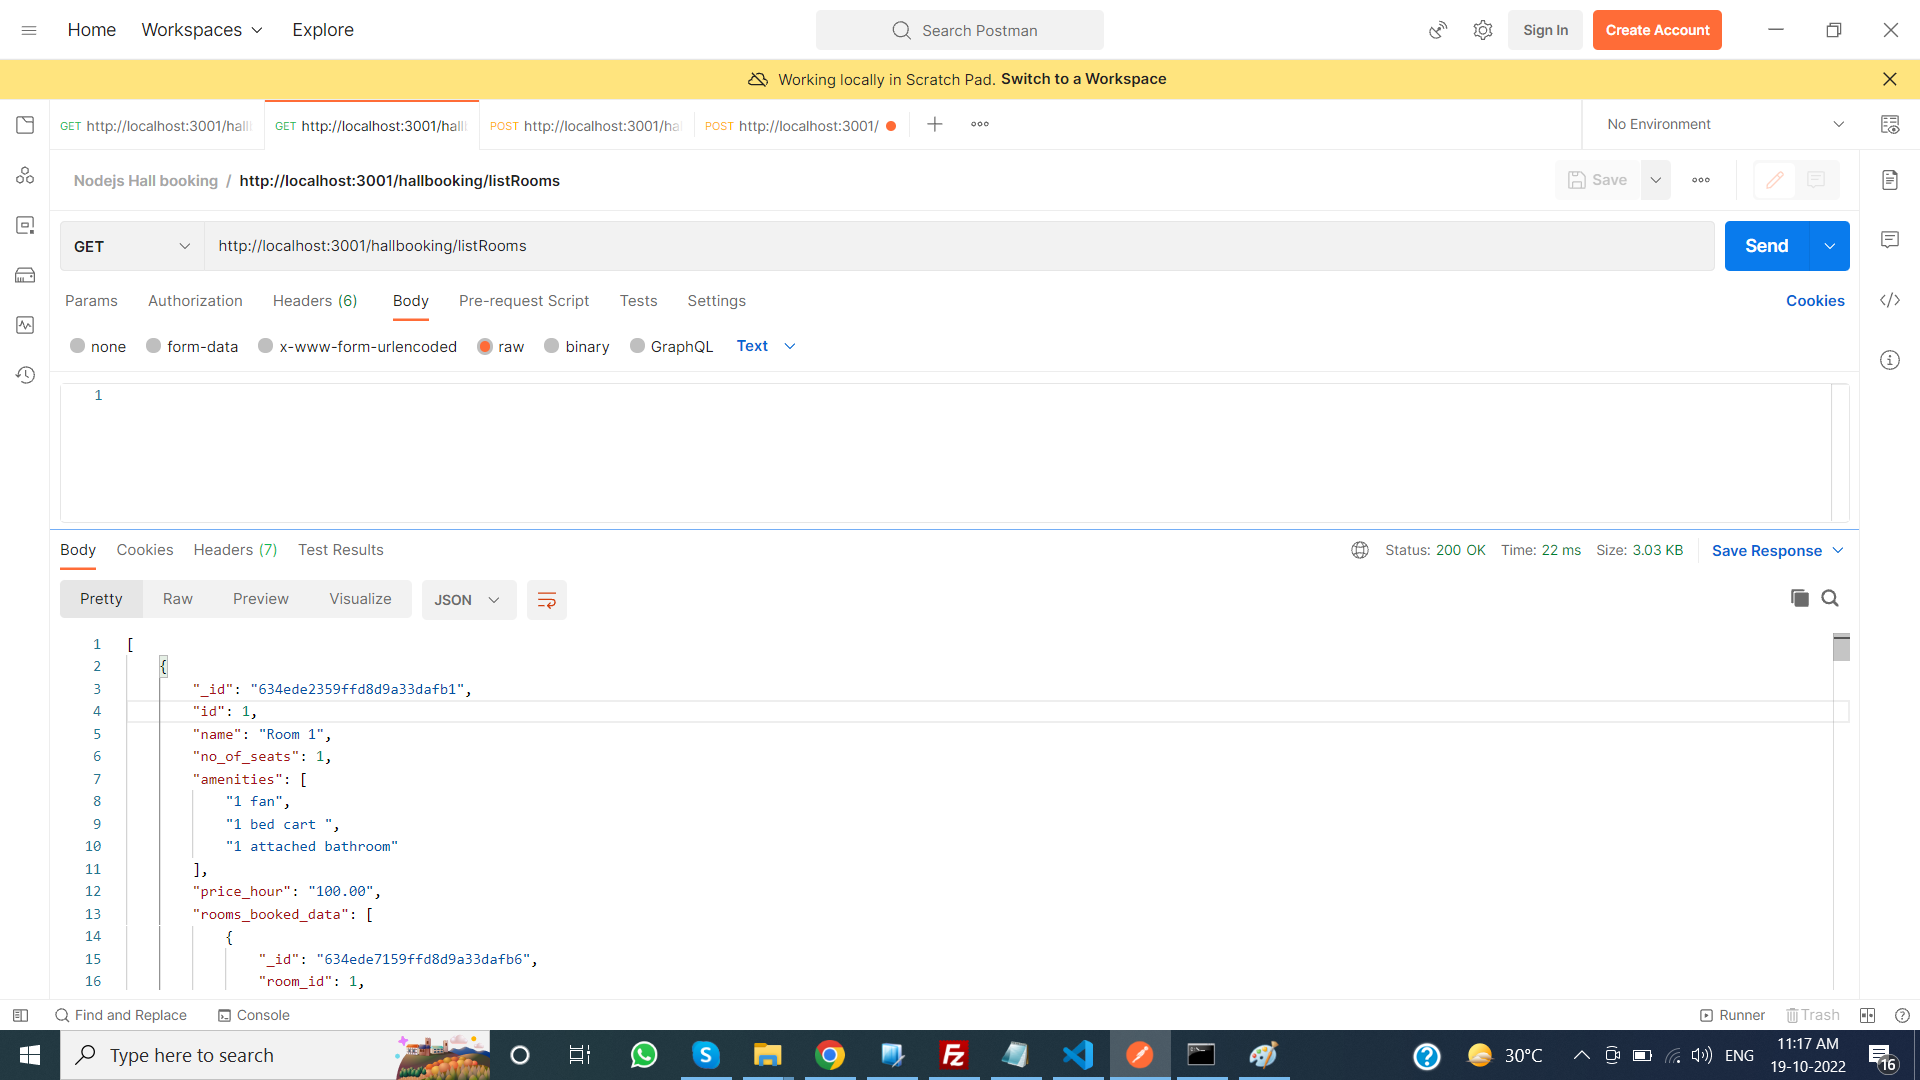 Home Workspaces Explore Search Postman Sign In Create Account
Working locally in Scratch Pad. Switch to a Workspace
GET http://localhost:3001/hall GET http://localhost:3001/hall POST http://localhost:3001/ha POST http://localhost:3001/ No Environment
Nodejs Hall booking / http://localhost:3001/hallbooking/listRooms Save
GET http://localhost:3001/hallbooking/listRooms Send
Params Authorization Headers (6) Body Pre-request Script Tests Settings Cookies
none form-data x-www-form-urlencoded raw binary GraphQL Text
1
Body Cookies Headers (7) Test Results Status: 200 OK Time: 22 ms Size: 3.03 KB Save Response
Pretty Raw Preview Visualize JSON
1 [
2 {
3 "_id": "634ede2359ffd8d9a33dafb1",
4 "id": 1,
5 "name": "Room 1",
6 "no_of_seats": 1,
7 "amenities": [
8 "1 fan",
9 "1 bed cart ",
10 "1 attached bathroom"
11 ],
12 "price_hour": "100.00",
13 "rooms_booked_data": [
14 {
15 "_id": "634ede7159ffd8d9a33dafb6",
16 "room_id": 1,
Find and Replace Console Runner Trash
Type here to search 30°C ENG 11:17 AM
19-10-2022 16